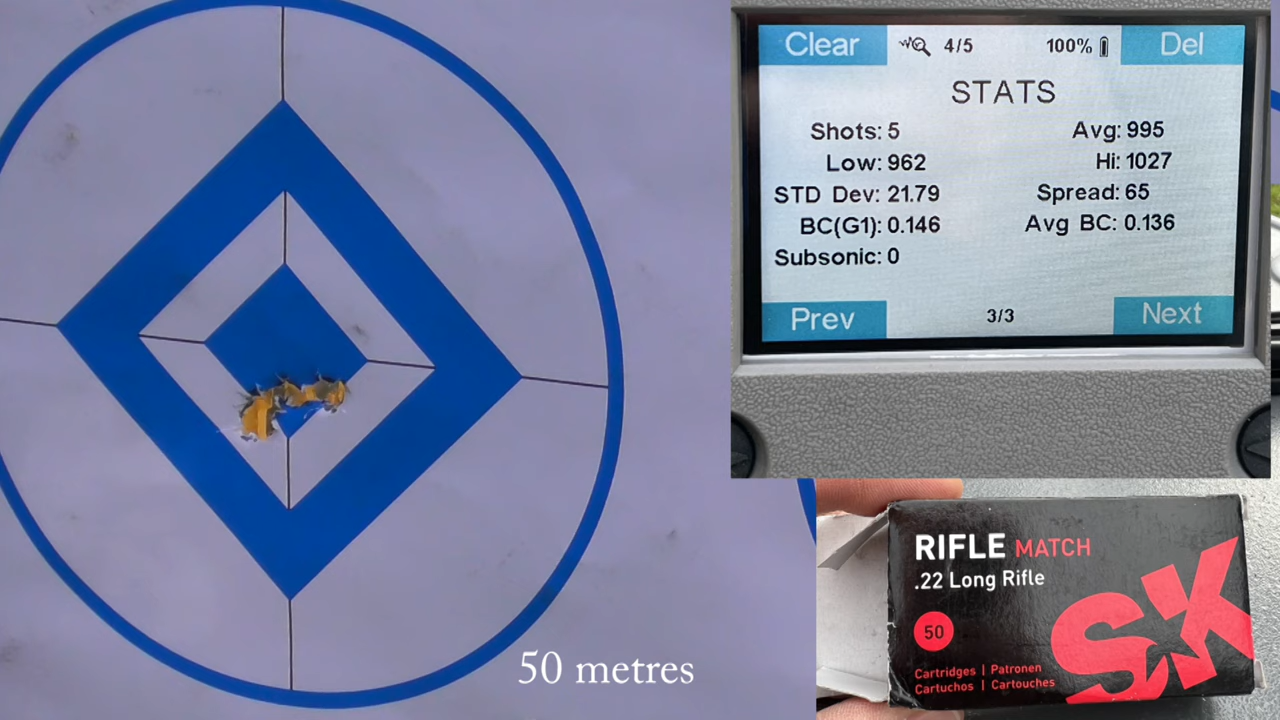 Clear 4/5 100% Del
STATS
Shots: 5 Avg: 995
Low: 962 Hi: 1027
STD Dev: 21.79 Spread: 65
BC(G1): 0.146 Avg BC: 0.136
Subsonic: 0
Prev 3/3 Next
RIFLE MATCH
.22 Long Rifle
50
SK
Cartridges | Patronen
Cartuchos | Cartouches
50 metres